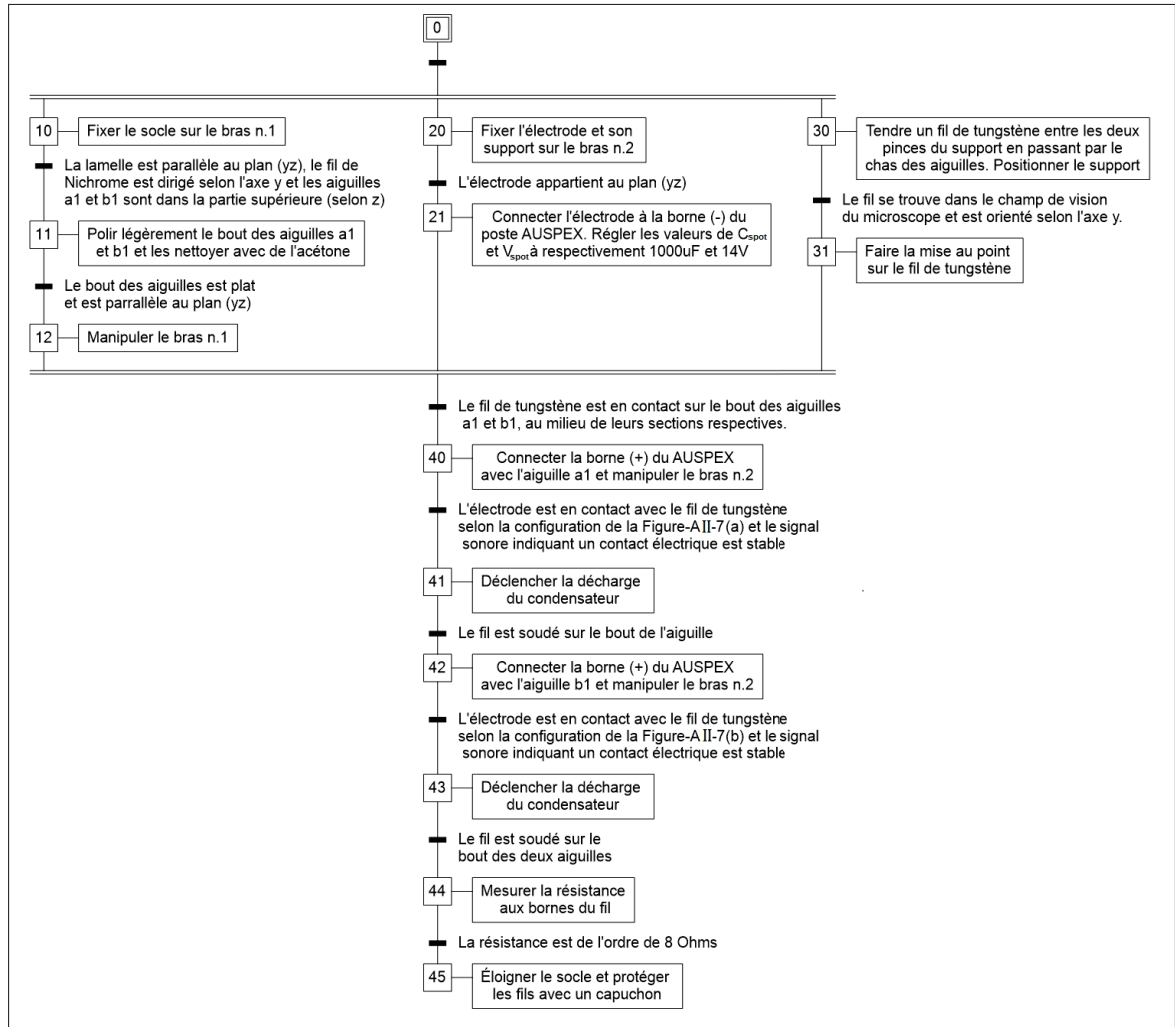 0
10
Fixer le socle sur le bras n.1
La lamelle est parallèle au plan (yz), le fil de
Nichrome est dirigé selon l'axe y et les aiguilles
a1 et b1 sont dans la partie supérieure (selon z)
11
Polir légèrement le bout des aiguilles a1
et b1 et les nettoyer avec de l'acétone
Le bout des aiguilles est plat
et est parrallèle au plan (yz)
12
Manipuler le bras n.1
20
Fixer l'électrode et son
support sur le bras n.2
L'électrode appartient au plan (yz)
21
Connecter l'électrode à la borne (-) du
poste AUSPEX. Régler les valeurs de Cspot
et Vspot à respectivement 1000uF et 14V
30
Tendre un fil de tungstène entre les deux
pinces du support en passant par le
chas des aiguilles. Positionner le support
Le fil se trouve dans le champ de vision
du microscope et est orienté selon l'axe y.
31
Faire la mise au point
sur le fil de tungstène
Le fil de tungstène est en contact sur le bout des aiguilles
a1 et b1, au milieu de leurs sections respectives.
40
Connecter la borne (+) du AUSPEX
avec l'aiguille a1 et manipuler le bras n.2
L'électrode est en contact avec le fil de tungstène
selon la configuration de la Figure-AII-7(a) et le signal
sonore indiquant un contact électrique est stable
41
Déclencher la décharge
du condensateur
Le fil est soudé sur le bout de l'aiguille
42
Connecter la borne (+) du AUSPEX
avec l'aiguille b1 et manipuler le bras n.2
L'électrode est en contact avec le fil de tungstène
selon la configuration de la Figure-AII-7(b) et le signal
sonore indiquant un contact électrique est stable
43
Déclencher la décharge
du condensateur
Le fil est soudé sur le
bout des deux aiguilles
44
Mesurer la résistance
aux bornes du fil
La résistance est de l'ordre de 8 Ohms
45
Éloigner le socle et protéger
les fils avec un capuchon